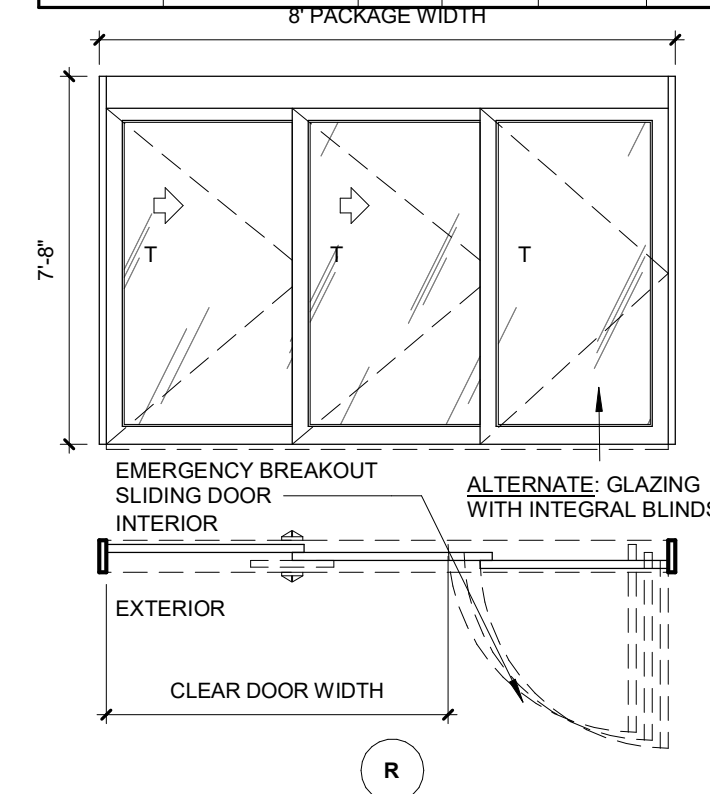 8' PACKAGE WIDTH
7'-8"
T
T
T
EMERGENCY BREAKOUT
SLIDING DOOR
INTERIOR
ALTERNATE: GLAZING
WITH INTEGRAL BLINDS
EXTERIOR
CLEAR DOOR WIDTH
R